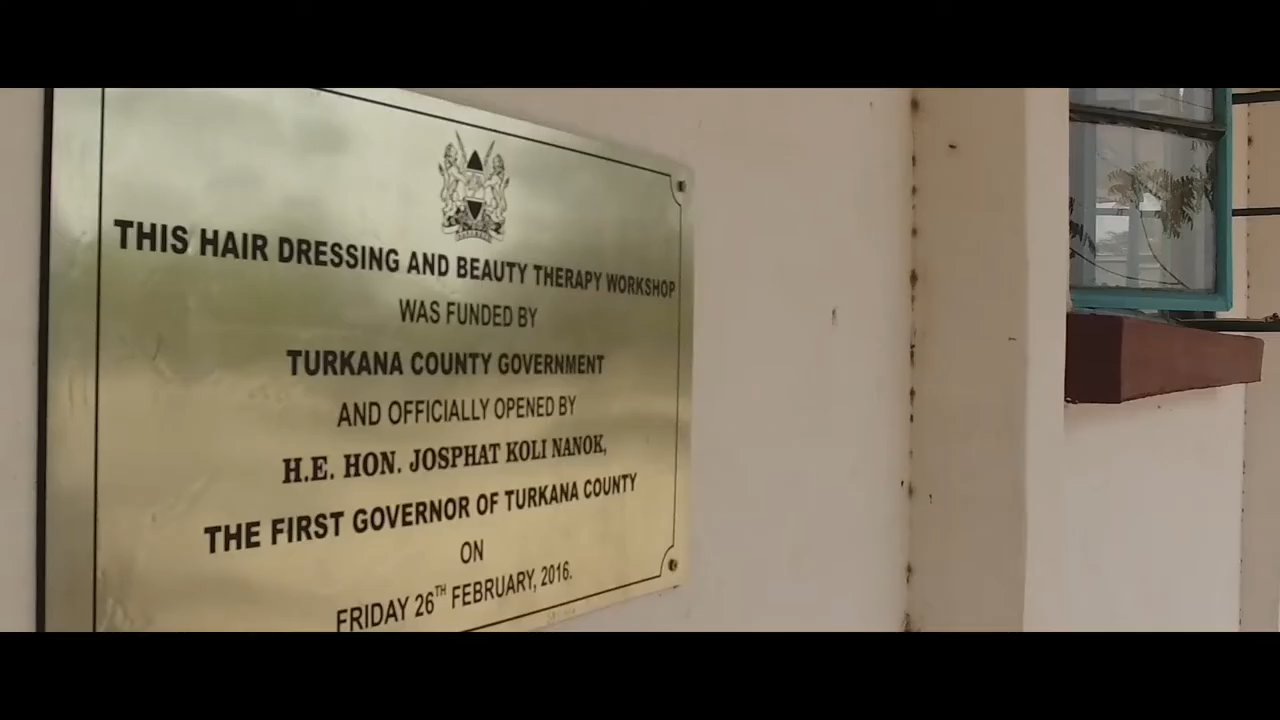 THIS HAIR DRESSING AND BEAUTY THERAPY WORKSHOP
WAS FUNDED BY
TURKANA COUNTY GOVERNMENT
AND OFFICIALLY OPENED BY
H.E. HON. JOSPHAT KOLI NANOK,
THE FIRST GOVERNOR OF TURKANA COUNTY
ON
FRIDAY 26TH FEBRUARY, 2016.